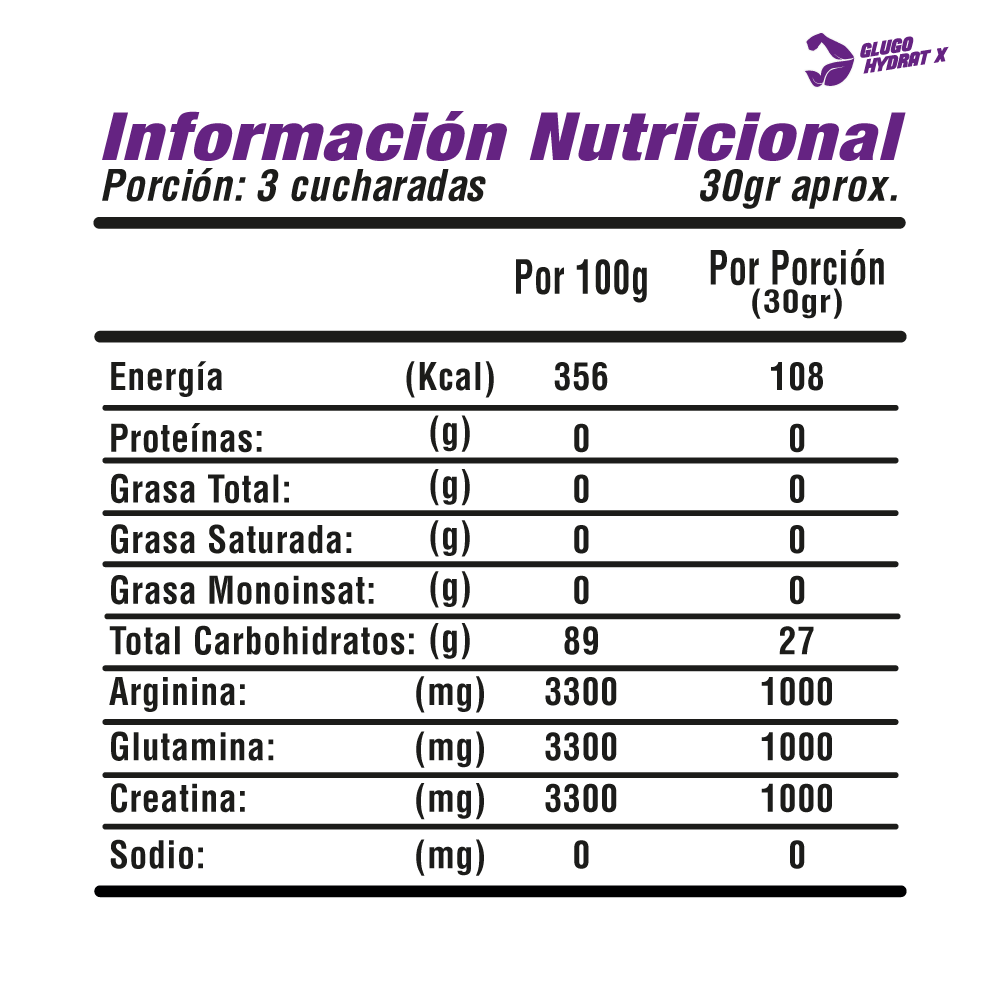 GLUGO
HYDRAT X
Información Nutricional
Porción: 3 cucharadas 30gr aprox.
Por 100g Por Porción
(30gr)
Energía (Kcal) 356 108
Proteínas: (g) 0 0
Grasa Total: (g) 0 0
Grasa Saturada: (g) 0 0
Grasa Monoinsat: (g) 0 0
Total Carbohidratos: (g) 89 27
Arginina: (mg) 3300 1000
Glutamina: (mg) 3300 1000
Creatina: (mg) 3300 1000
Sodio: (mg) 0 0